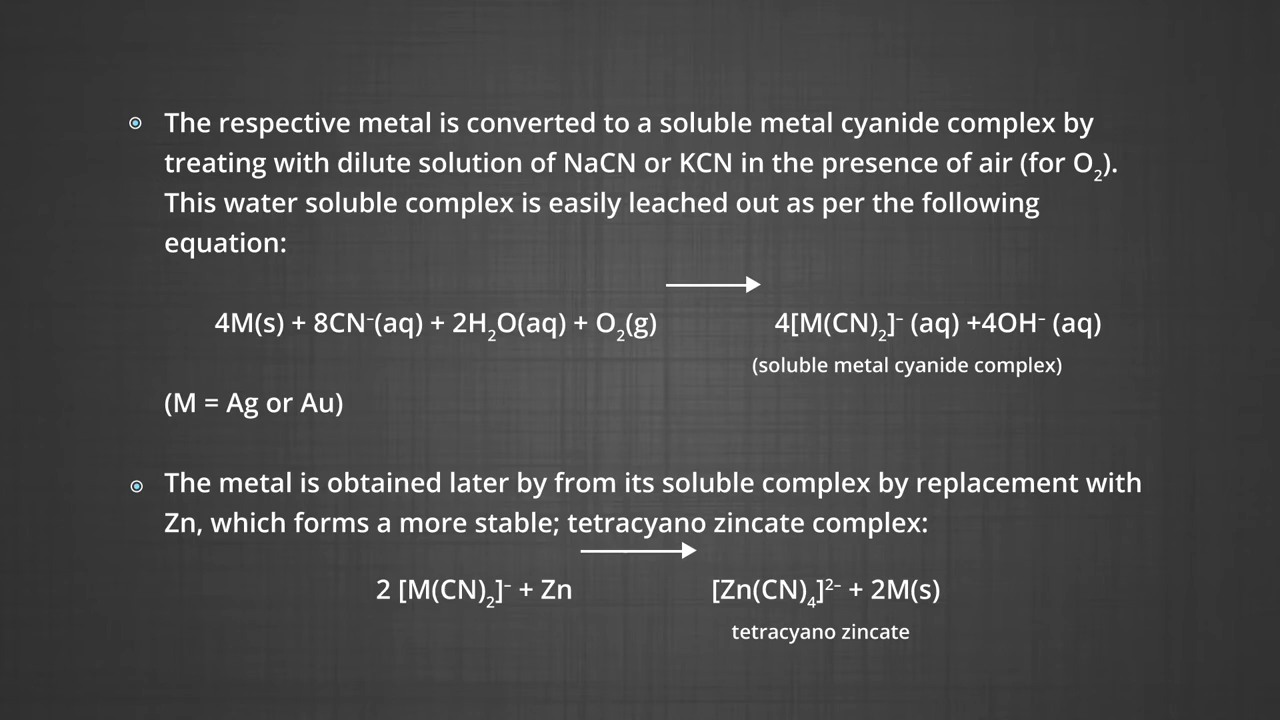 The respective metal is converted to a soluble metal cyanide complex by
treating with dilute solution of NaCN or KCN in the presence of air (for O₂).
This water soluble complex is easily leached out as per the following
equation:
4M(s) + 8CN⁻(aq) + 2H₂O(aq) + O₂(g) ⟶ 4[M(CN)₂]⁻ (aq) +4OH⁻ (aq)
(soluble metal cyanide complex)
(M = Ag or Au)
The metal is obtained later by from its soluble complex by replacement with
Zn, which forms a more stable; tetracyano zincate complex:
2 [M(CN)₂]⁻ + Zn ⟶ [Zn(CN)₄]²⁻ + 2M(s)
tetracyano zincate